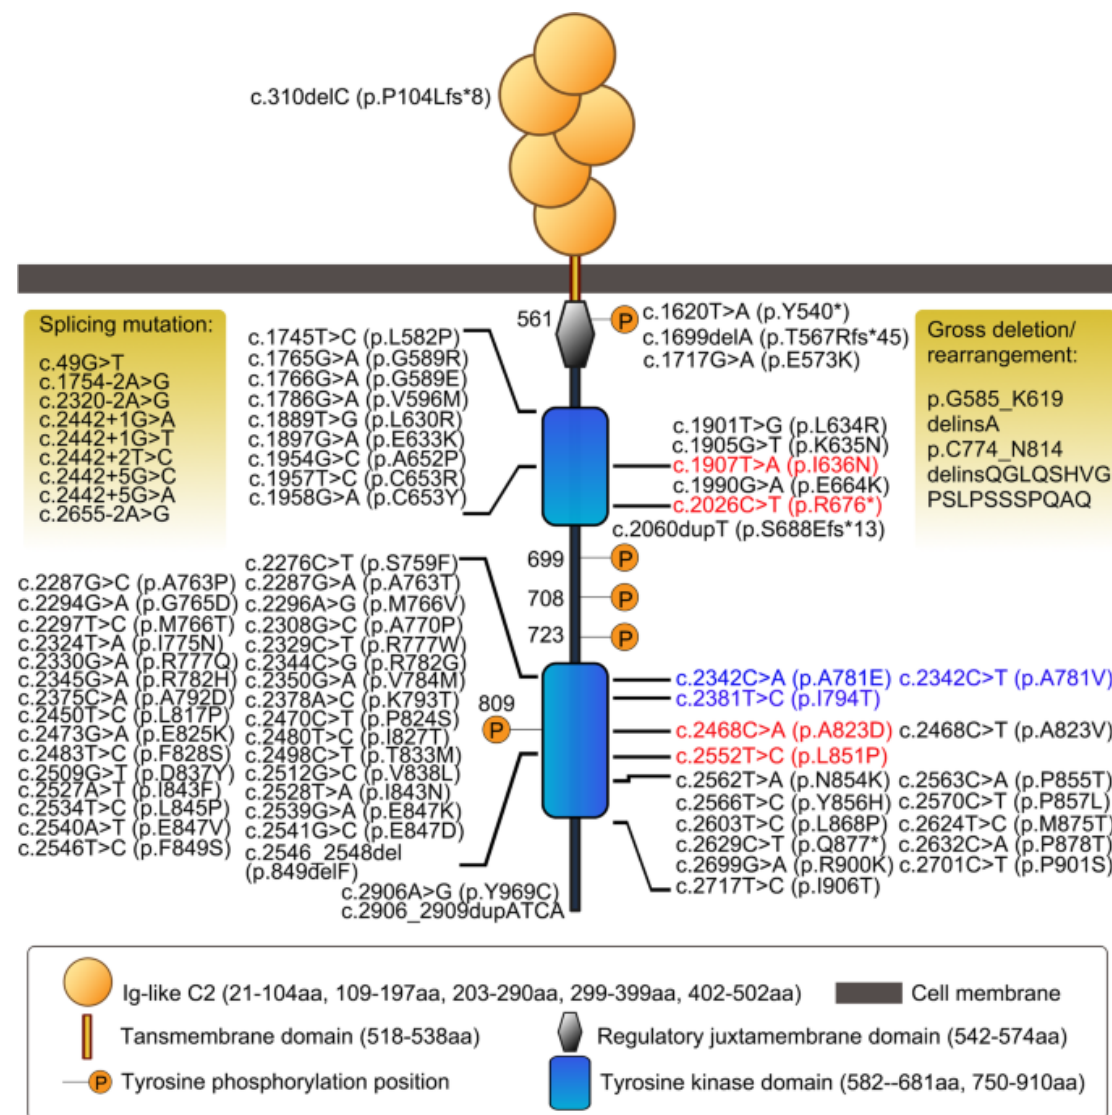 c.310delC (p.P104Lfs*8)
Splicing mutation:
c.49G>T
c.1754-2A>G
c.2320-2A>G
c.2442+1G>A
c.2442+1G>T
c.2442+2T>C
c.2442+5G>C
c.2442+5G>A
c.2655-2A>G
c.1745T>C (p.L582P)
c.1765G>A (p.G589R)
c.1766G>A (p.G589E)
c.1786G>A (p.V596M)
c.1889T>G (p.L630R)
c.1897G>A (p.E633K)
c.1954G>C (p.A652P)
c.1957T>C (p.C653R)
c.1958G>A (p.C653Y)
561
P
c.1620T>A (p.Y540*)
c.1699delA (p.T567Rfs*45)
c.1717G>A (p.E573K)
c.1901T>G (p.L634R)
c.1905G>T (p.K635N)
c.1907T>A (p.I636N)
c.1990G>A (p.E664K)
c.2026C>T (p.R676*)
c.2060dupT (p.S688Efs*13)
Gross deletion/
rearrangement:
p.G585_K619
delinsA
p.C774_N814
delinsQGLQSHVG
PSLPSSSPQAQ
699 P
708 P
723 P
c.2287G>C (p.A763P)
c.2294G>A (p.G765D)
c.2297T>C (p.M766T)
c.2324T>A (p.I775N)
c.2330G>A (p.R777Q)
c.2345G>A (p.R782H)
c.2375C>A (p.A792D)
c.2450T>C (p.L817P)
c.2473G>A (p.E825K)
c.2483T>C (p.F828S)
c.2509G>T (p.D837Y)
c.2527A>T (p.I843F)
c.2534T>C (p.L845P)
c.2540A>T (p.E847V)
c.2546T>C (p.F849S)
c.2276C>T (p.S759F)
c.2287G>A (p.A763T)
c.2296A>G (p.M766V)
c.2308G>C (p.A770P)
c.2329C>T (p.R777W)
c.2344C>G (p.R782G)
c.2350G>A (p.V784M)
c.2378A>C (p.K793T)
c.2470C>T (p.P824S)
c.2480T>C (p.I827T)
c.2498C>T (p.T833M)
c.2512G>C (p.V838L)
c.2528T>A (p.I843N)
c.2539G>A (p.E847K)
c.2541G>C (p.E847D)
c.2546_2548del
(p.849delF)
c.2906A>G (p.Y969C)
c.2906_2909dupATCA
809
P
c.2342C>A (p.A781E) c.2342C>T (p.A781V)
c.2381T>C (p.I794T)
c.2468C>A (p.A823D) c.2468C>T (p.A823V)
c.2552T>C (p.L851P)
c.2562T>A (p.N854K) c.2563C>A (p.P855T)
c.2566T>C (p.Y856H) c.2570C>T (p.P857L)
c.2603T>C (p.L868P) c.2624T>C (p.M875T)
c.2629C>T (p.Q877*) c.2632C>A (p.P878T)
c.2699G>A (p.R900K) c.2701C>T (p.P901S)
c.2717T>C (p.I906T)
Ig-like C2 (21-104aa, 109-197aa, 203-290aa, 299-399aa, 402-502aa)
Cell membrane
Tansmembrane domain (518-538aa)
Regulatory juxtamembrane domain (542-574aa)
P Tyrosine phosphorylation position
Tyrosine kinase domain (582--681aa, 750-910aa)